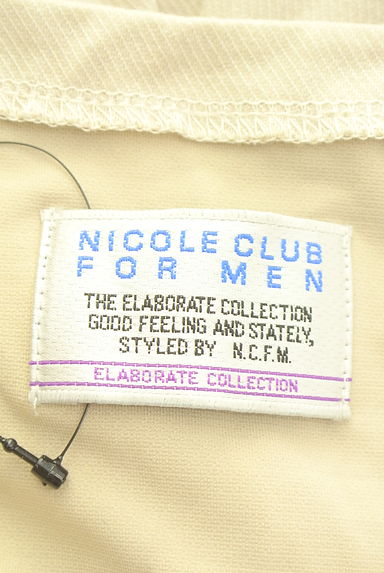 NICOLE CLUB
FOR MEN
THE ELABORATE COLLECTION
GOOD FEELING AND STATELY,
STYLED BY N.C.F.M.
ELABORATE COLLECTION